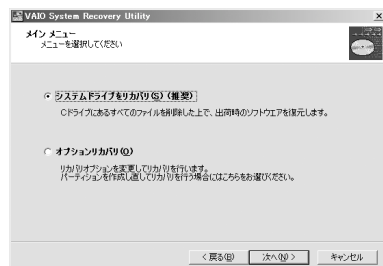 VAIO System Recovery Utility
メイン メニュー
メニューを選択してください
システムドライブをリカバリ(S) (推奨)
Cドライブにあるすべてのファイルを削除した上で、出荷時のソフトウエアを復元します。
オプションリカバリ(O)
リカバリオプションを変更してリカバリを行います。
パーティションを作成し直してリカバリを行う場合にはこちらをお選びください。
< 戻る(B)
次へ(N) >
キャンセル